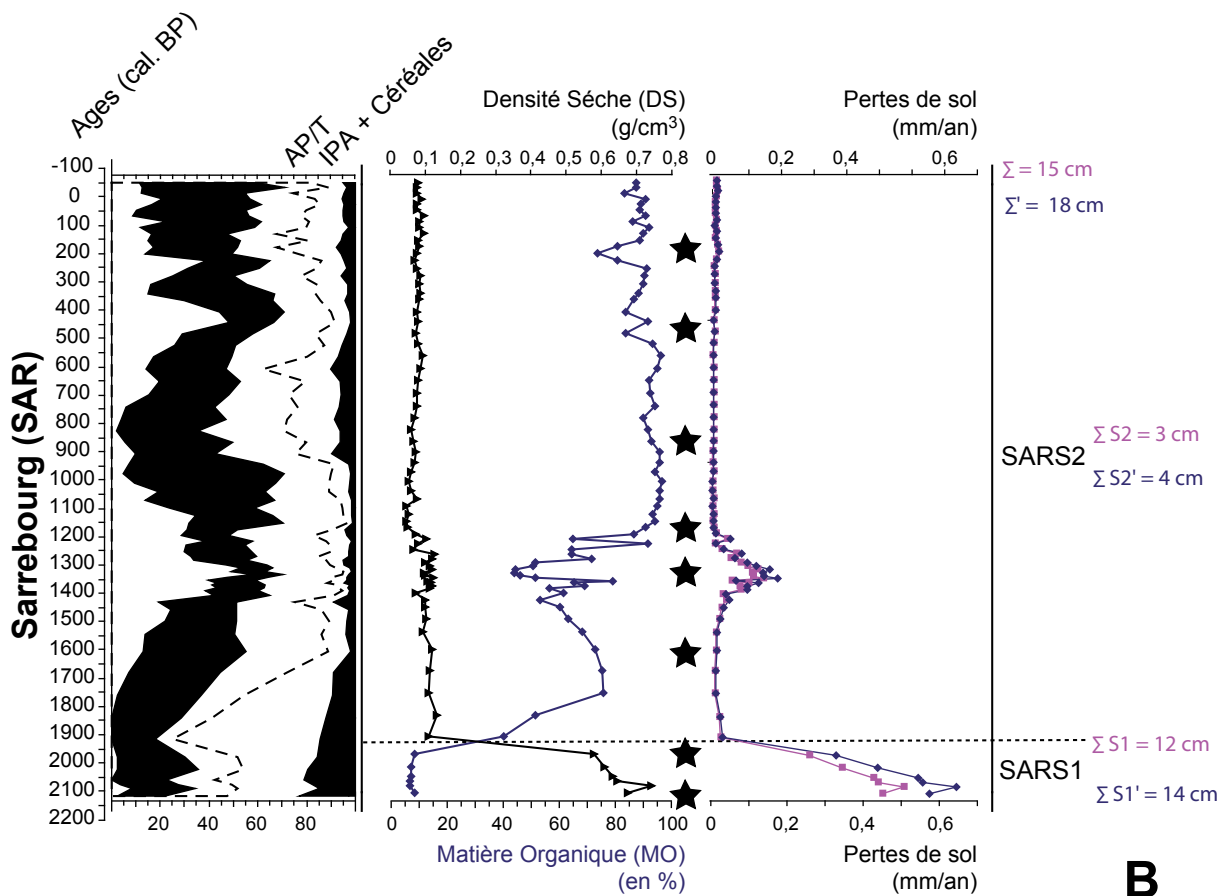 Ages (cal. BP)
AP/T
IPA + Céréales
Densité Séche (DS)
(g/cm³)
Pertes de sol
(mm/an)
0 0,1 0,2 0,3 0,4 0,5 0,6 0,7 0,8
0 0,2 0,4 0,6
-100
0
100
200
300
400
500
600
700
800
900
1000
1100
1200
1300
1400
1500
1600
1700
1800
1900
2000
2100
2200
Sarrebourg (SAR)
∑ = 15 cm
∑' = 18 cm
∑ S2 = 3 cm
SARS2
∑ S2' = 4 cm
∑ S1 = 12 cm
SARS1
∑ S1' = 14 cm
20 40 60 80
0 20 40 60 80 100
0 0,2 0,4 0,6
Matière Organique (MO)
(en %)
Pertes de sol
(mm/an)
B